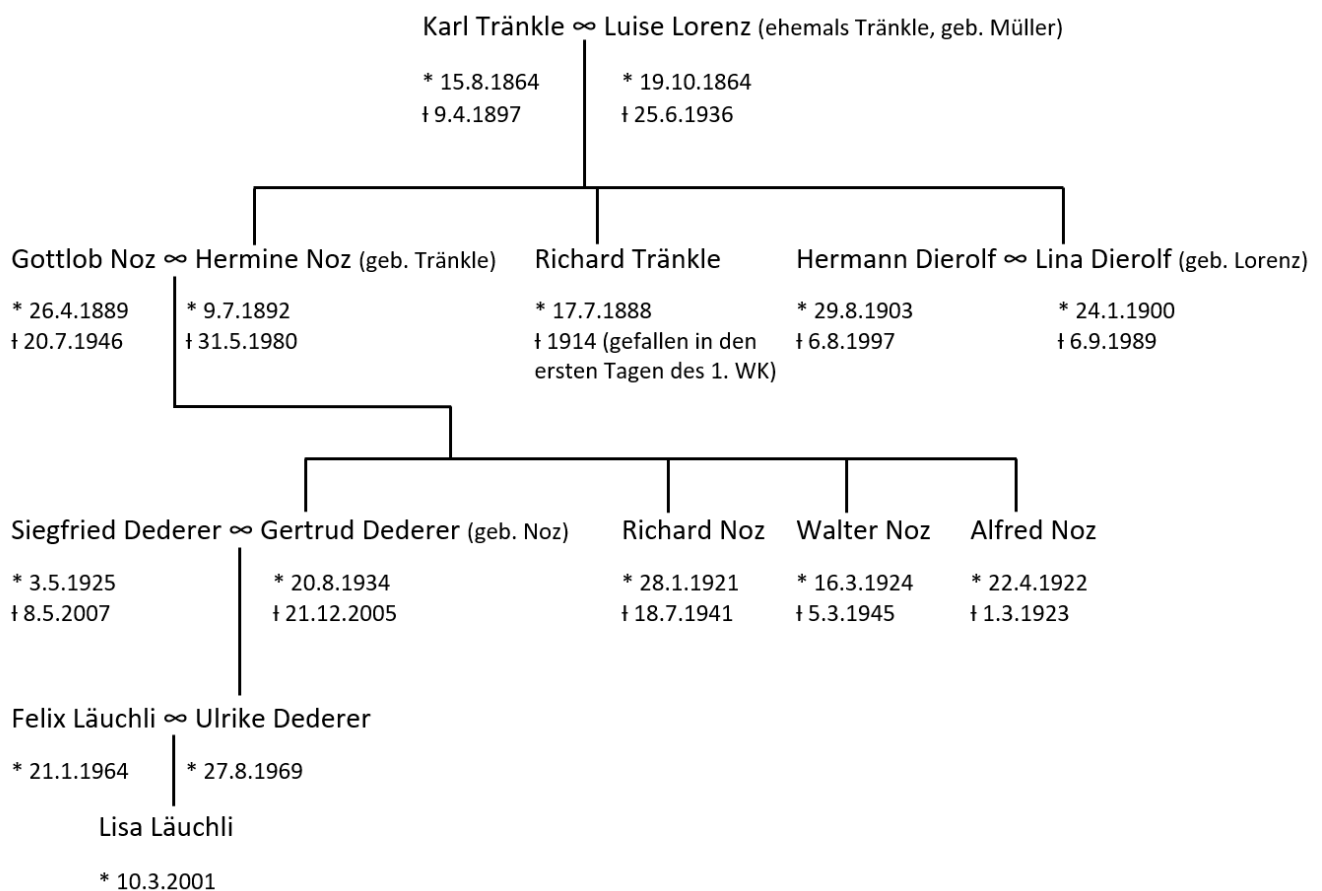 Karl Tränkle ∞ Luise Lorenz (ehemals Tränkle, geb. Müller)
* 15.8.1864 * 19.10.1864
ƚ 9.4.1897 ƚ 25.6.1936
Gottlob Noz ∞ Hermine Noz (geb. Tränkle) Richard Tränkle Hermann Dierolf ∞ Lina Dierolf (geb. Lorenz)
* 26.4.1889 * 9.7.1892 * 17.7.1888 * 29.8.1903 * 24.1.1900
ƚ 20.7.1946 ƚ 31.5.1980 ƚ 1914 (gefallen in den ƚ 6.8.1997 ƚ 6.9.1989
ersten Tagen des 1. WK)
Siegfried Dederer ∞ Gertrud Dederer (geb. Noz) Richard Noz Walter Noz Alfred Noz
* 3.5.1925 * 20.8.1934 * 28.1.1921 * 16.3.1924 * 22.4.1922
ƚ 8.5.2007 ƚ 21.12.2005 ƚ 18.7.1941 ƚ 5.3.1945 ƚ 1.3.1923
Felix Läuchli ∞ Ulrike Dederer
* 21.1.1964 * 27.8.1969
Lisa Läuchli
* 10.3.2001